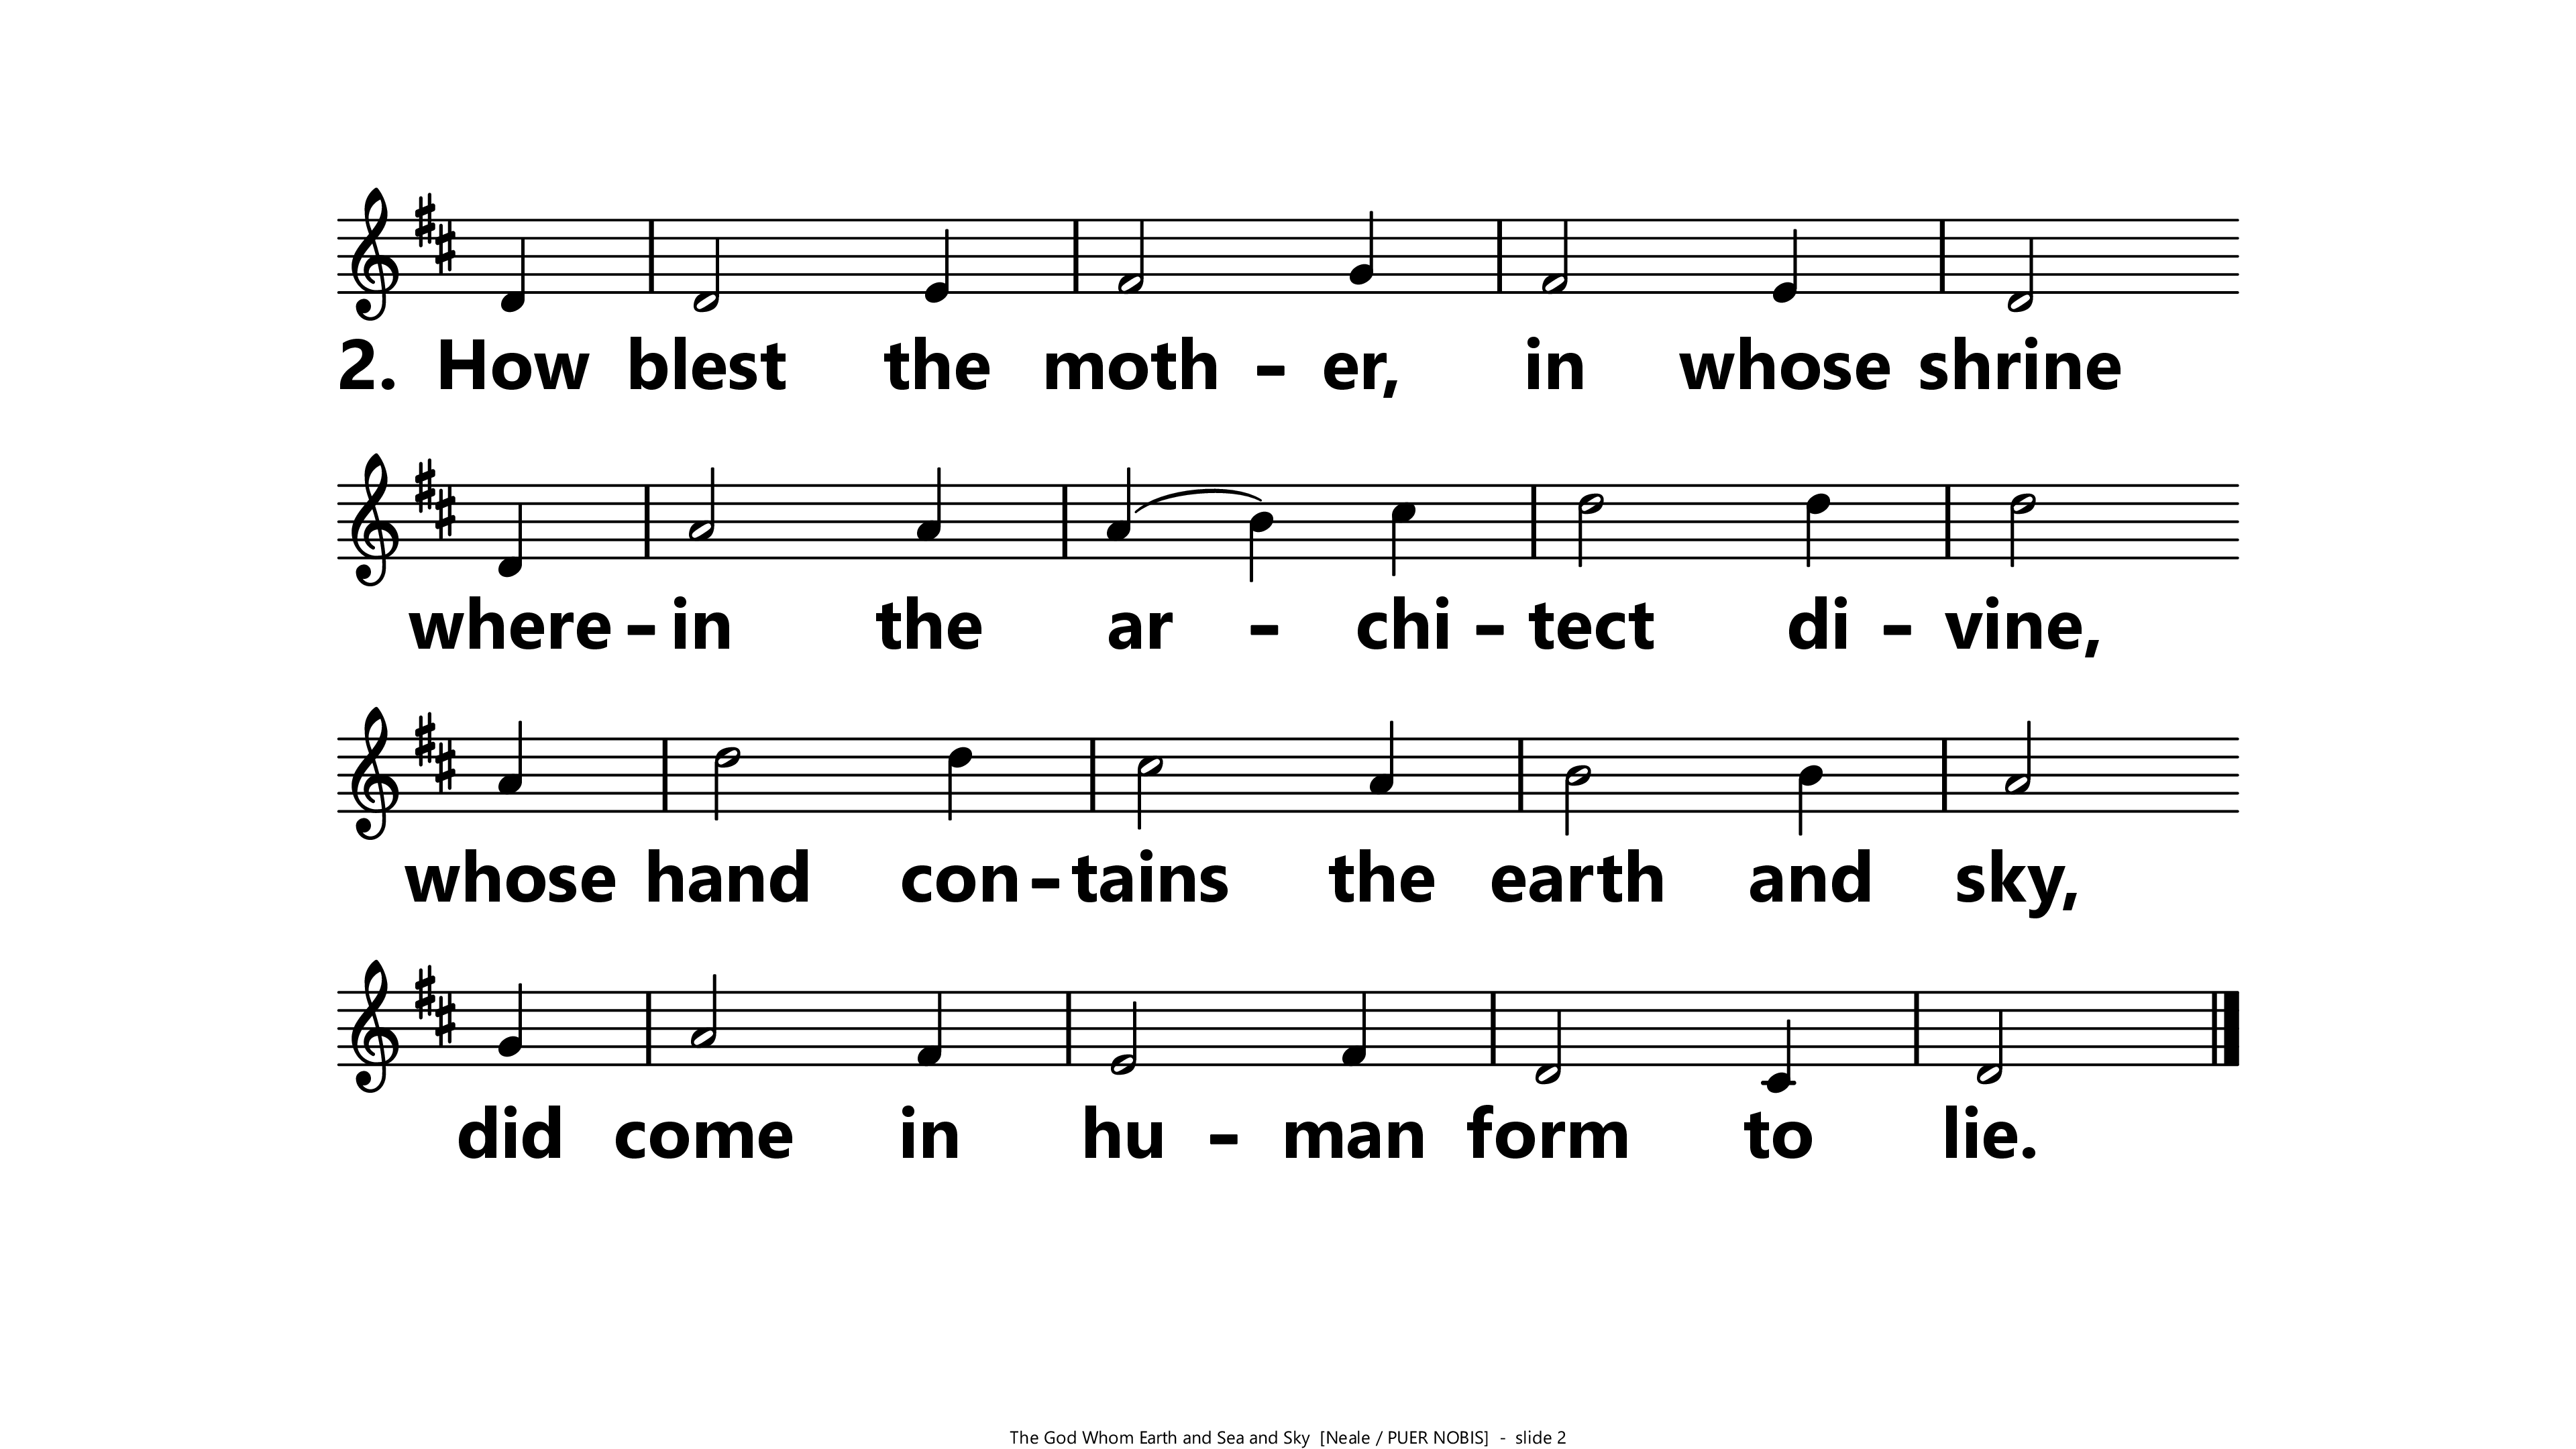 2. How blest the moth - er, in whose shrine
where - in the ar - chi - tect di - vine,
whose hand con - tains the earth and sky,
did come in hu - man form to lie.
The God Whom Earth and Sea and Sky [Neale / PUER NOBIS] - slide 2